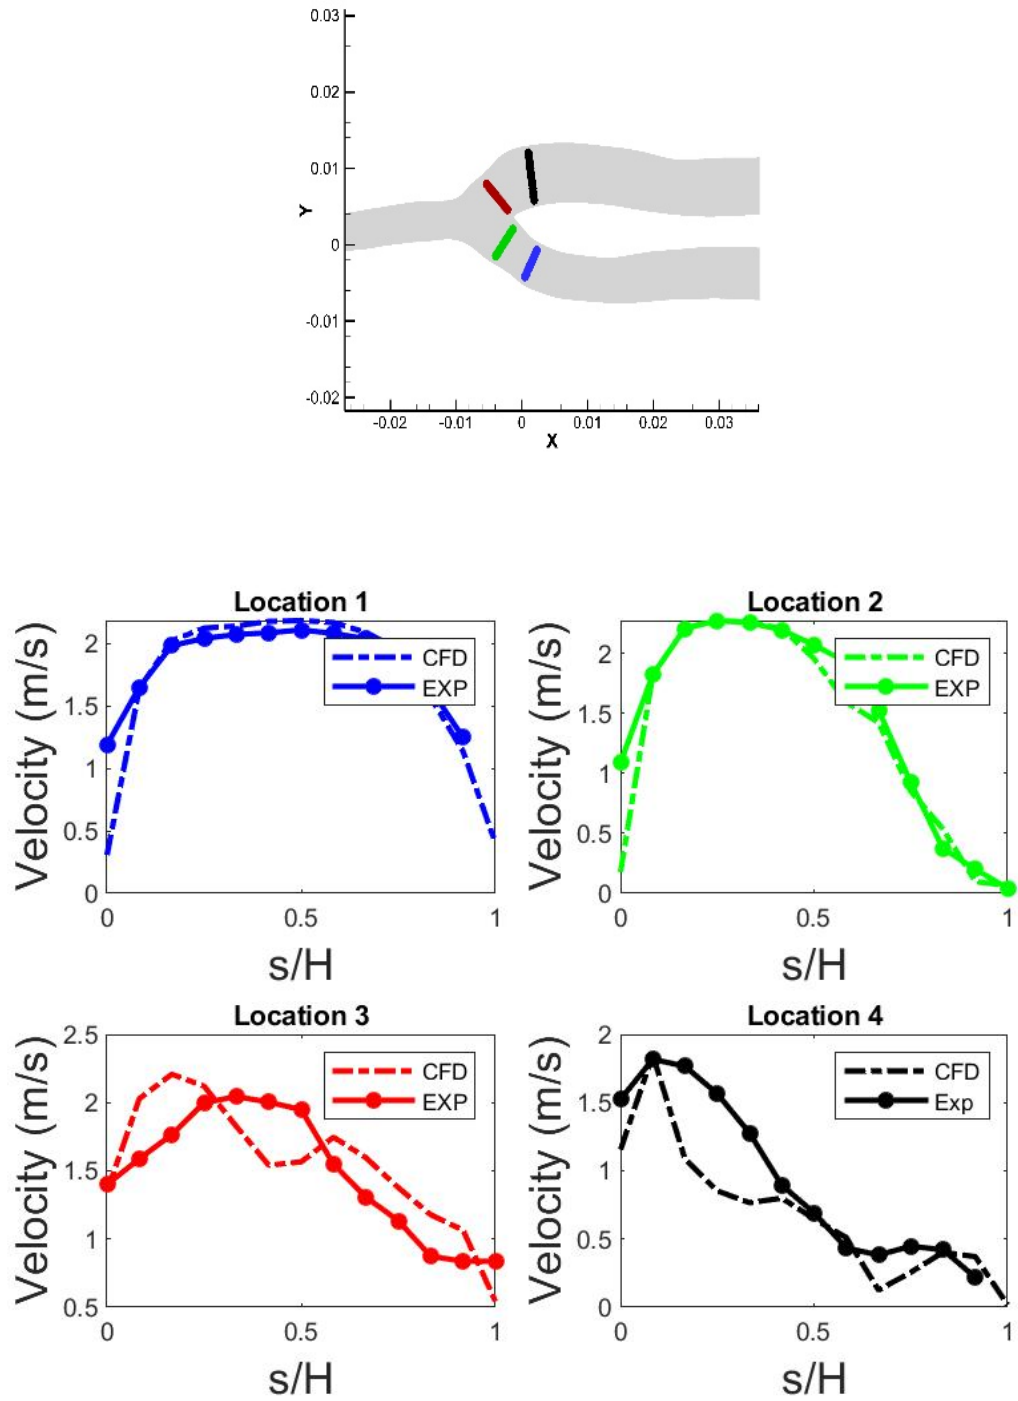 0.03
0.02
0.01
Y
0
-0.01
-0.02
-0.02 -0.01 0 0.01 0.02 0.03
X
Location 1
Velocity (m/s)
2
1.5
1
0.5
0
CFD
EXP
0 0.5 1
s/H
Location 2
Velocity (m/s)
2
1.5
1
0.5
0
CFD
EXP
0 0.5 1
s/H
Location 3
Velocity (m/s)
2.5
2
1.5
1
0.5
CFD
EXP
0 0.5 1
s/H
Location 4
Velocity (m/s)
2
1.5
1
0.5
0
CFD
Exp
0 0.5 1
s/H